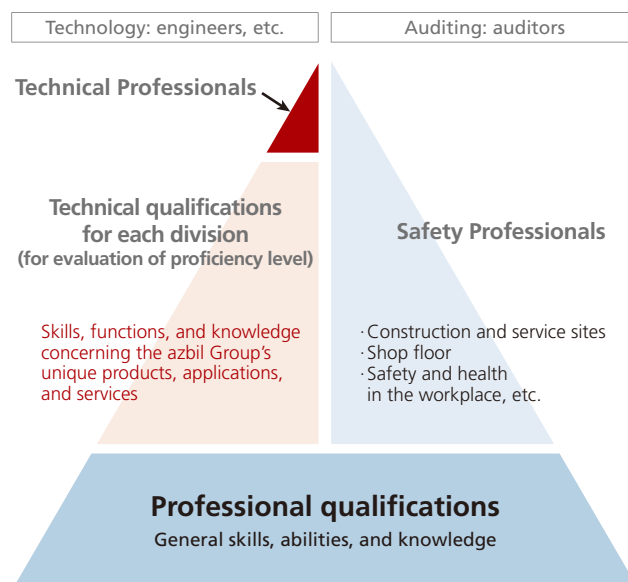 Technology: engineers, etc.
Auditing: auditors
Technical Professionals
Technical qualifications
for each division
(for evaluation of proficiency level)
Safety Professionals
Skills, functions, and knowledge
concerning the azbil Group's
unique products, applications,
and services
· Construction and service sites
· Shop floor
· Safety and health
in the workplace, etc.
Professional qualifications
General skills, abilities, and knowledge